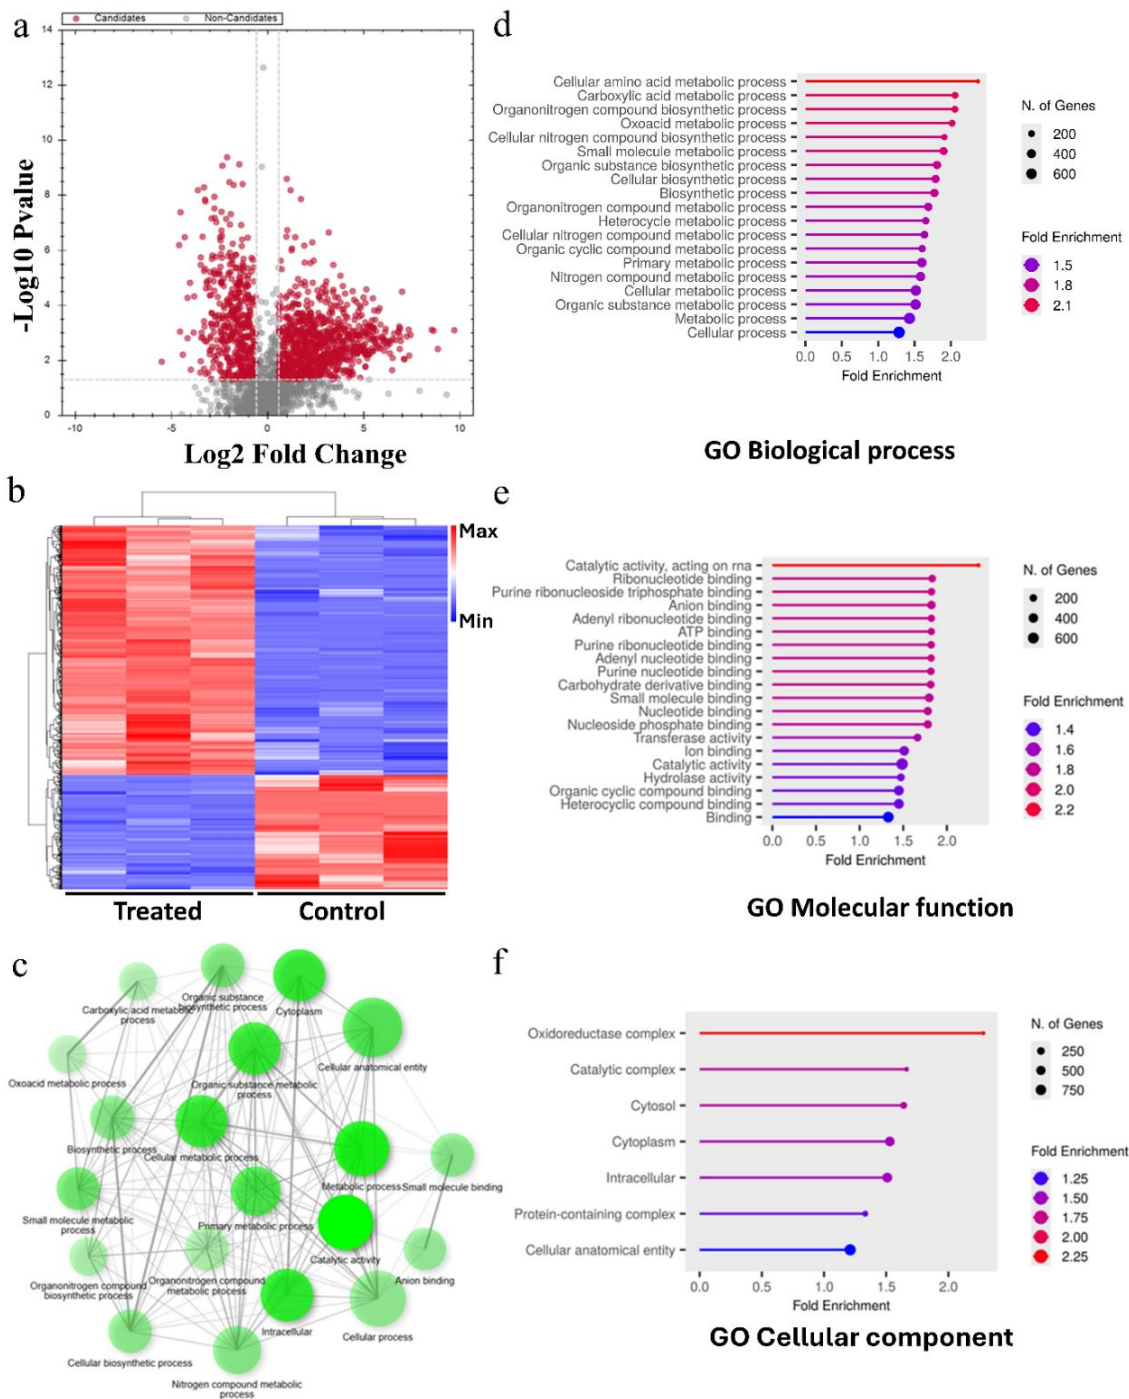 a
Candidates
Non-Candidates
14
12
10
8
6
4
2
0
-10
-5
0
5
10
-Log10 Pvalue
Log2 Fold Change
b
Max
Min
Treated
Control
c
Organic substance
biosynthetic process
Cytoplasm
Carboxylic acid metabolic
process
Cellular anatomical entity
Oxoacid metabolic process
Organic substance metabolic
process
Biosynthetic process
Cellular metabolic process
Metabolic process
Small molecule binding
Small molecule metabolic
process
Primary metabolic process
Catalytic activity
Organonitrogen compound
biosynthetic process
Organonitrogen compound
metabolic process
Anion binding
Intracellular
Cellular process
Cellular biosynthetic process
Nitrogen compound metabolic
process
d
Cellular amino acid metabolic process
Carboxylic acid metabolic process
Organonitrogen compound biosynthetic process
Oxoacid metabolic process
Cellular nitrogen compound biosynthetic process
Small molecule metabolic process
Organic substance biosynthetic process
Cellular biosynthetic process
Biosynthetic process
Organonitrogen compound metabolic process
Heterocycle metabolic process
Cellular nitrogen compound metabolic process
Organic cyclic compound metabolic process
Primary metabolic process
Nitrogen compound metabolic process
Cellular metabolic process
Organic substance metabolic process
Metabolic process
Cellular process
0.0 0.5 1.0 1.5 2.0
Fold Enrichment
N. of Genes
200
400
600
Fold Enrichment
1.5
1.8
2.1
GO Biological process
e
Catalytic activity, acting on rna
Ribonucleotide binding
Purine ribonucleoside triphosphate binding
Anion binding
Adenyl ribonucleotide binding
ATP binding
Purine ribonucleotide binding
Adenyl nucleotide binding
Purine nucleotide binding
Carbohydrate derivative binding
Small molecule binding
Nucleotide binding
Nucleoside phosphate binding
Transferase activity
Ion binding
Catalytic activity
Hydrolase activity
Organic cyclic compound binding
Heterocyclic compound binding
Binding
0.0 0.5 1.0 1.5 2.0
Fold Enrichment
N. of Genes
200
400
600
Fold Enrichment
1.4
1.6
1.8
2.0
2.2
GO Molecular function
f
Oxidoreductase complex
Catalytic complex
Cytosol
Cytoplasm
Intracellular
Protein-containing complex
Cellular anatomical entity
0.0 0.5 1.0 1.5 2.0
Fold Enrichment
N. of Genes
250
500
750
Fold Enrichment
1.25
1.50
1.75
2.00
2.25
GO Cellular component